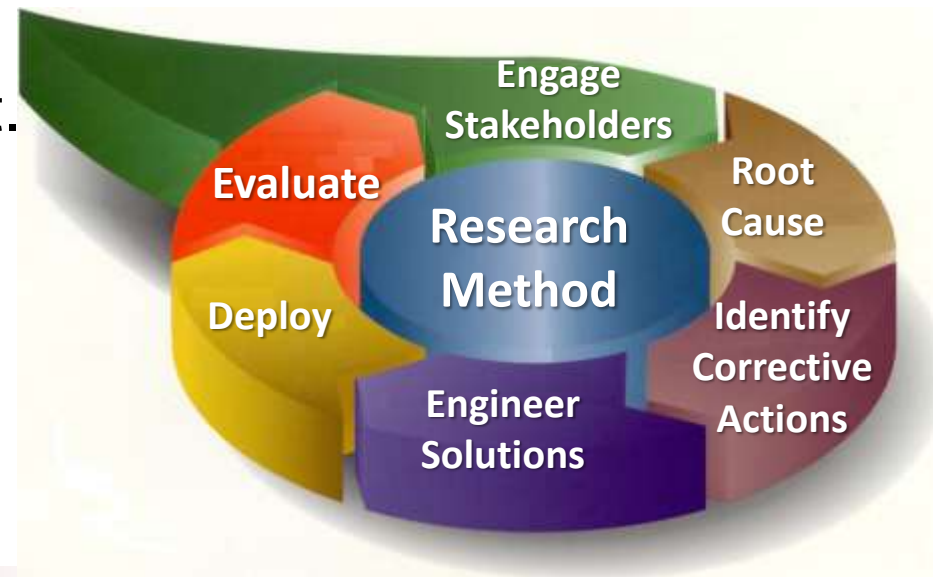 Engage
Stakeholders
Root
Cause
Identify
Corrective
Actions
Engineer
Solutions
Deploy
Evaluate
Research
Method